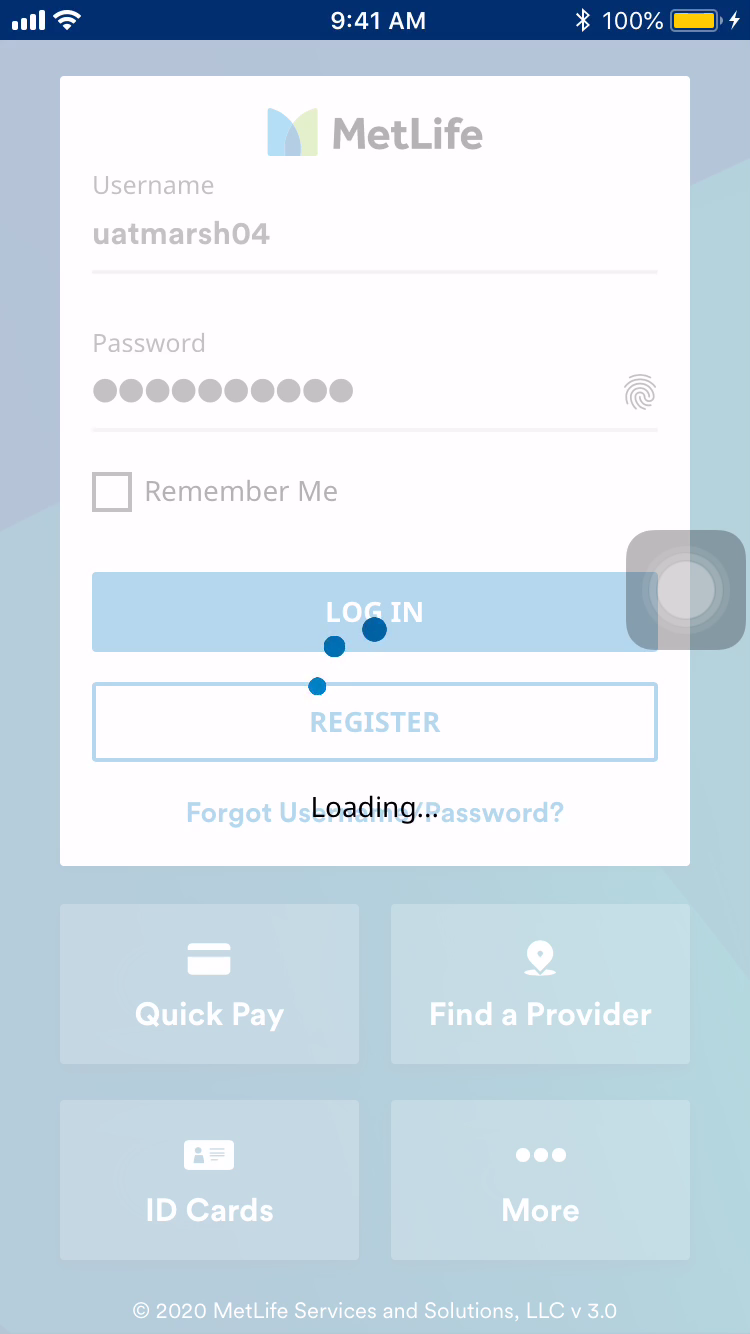 9:41 AM 100%
MetLife
Username
uatmarsh04
Password
Remember Me
LOG IN
REGISTER
Loading...
Forgot Username/Password?
Quick Pay Find a Provider
ID Cards More
© 2020 MetLife Services and Solutions, LLC v 3.0